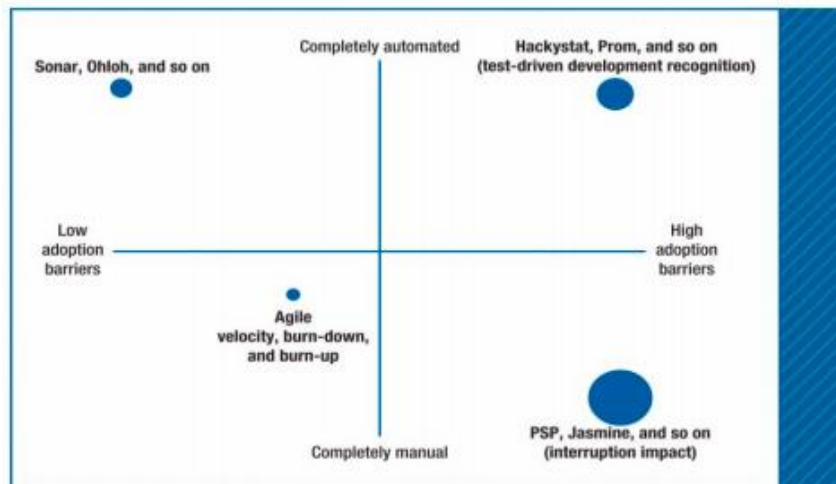 Completely automated
Sonar, Ohloh, and so on
Hackystat, Prom, and so on
(test-driven development recognition)
Low
adoption
barriers
High
adoption
barriers
Agile
velocity, burn-down,
and burn-up
PSP, Jasmine, and so on
(interruption impact)
Completely manual